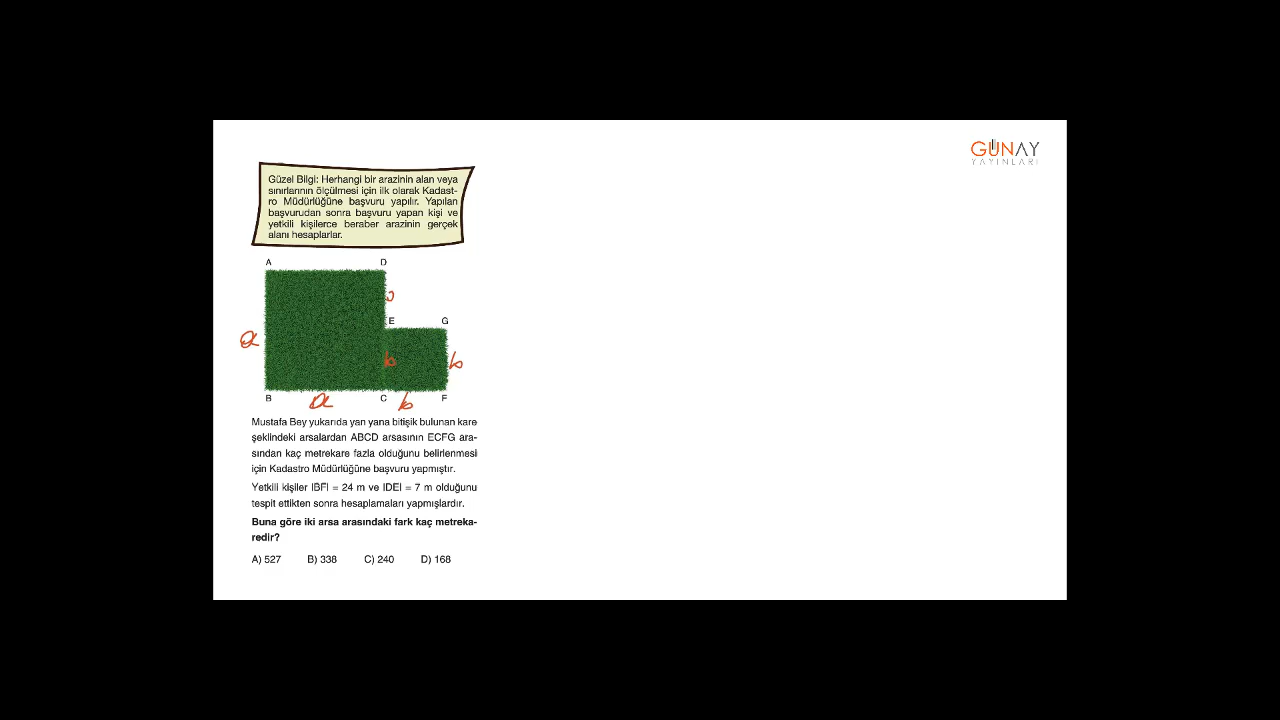 GÜNAY
YAYINLARI
Güzel Bilgi: Herhangi bir arazinin alan veya
sınırlarının ölçülmesi için ilk olarak Kadast-
ro Müdürlüğüne başvuru yapılır. Yapılan
başvurudan sonra başvuru yapan kişi ve
yetkili kişilerce beraber arazinin gerçek
alanı hesaplarlar.
A D
E G
a
b b
B C F
a b
Mustafa Bey yukarıda yan yana bitişik bulunan kare
şeklindeki arsalardan ABCD arsasının ECFG ara-
sından kaç metrekare fazla olduğunu belirlenmesi
için Kadastro Müdürlüğüne başvuru yapmıştır.
Yetkili kişiler IBFI = 24 m ve IDEI = 7 m olduğunu
tespit ettikten sonra hesaplamaları yapmışlardır.
Buna göre iki arsa arasındaki fark kaç metreka-
redir?
A) 527 B) 338 C) 240 D) 168